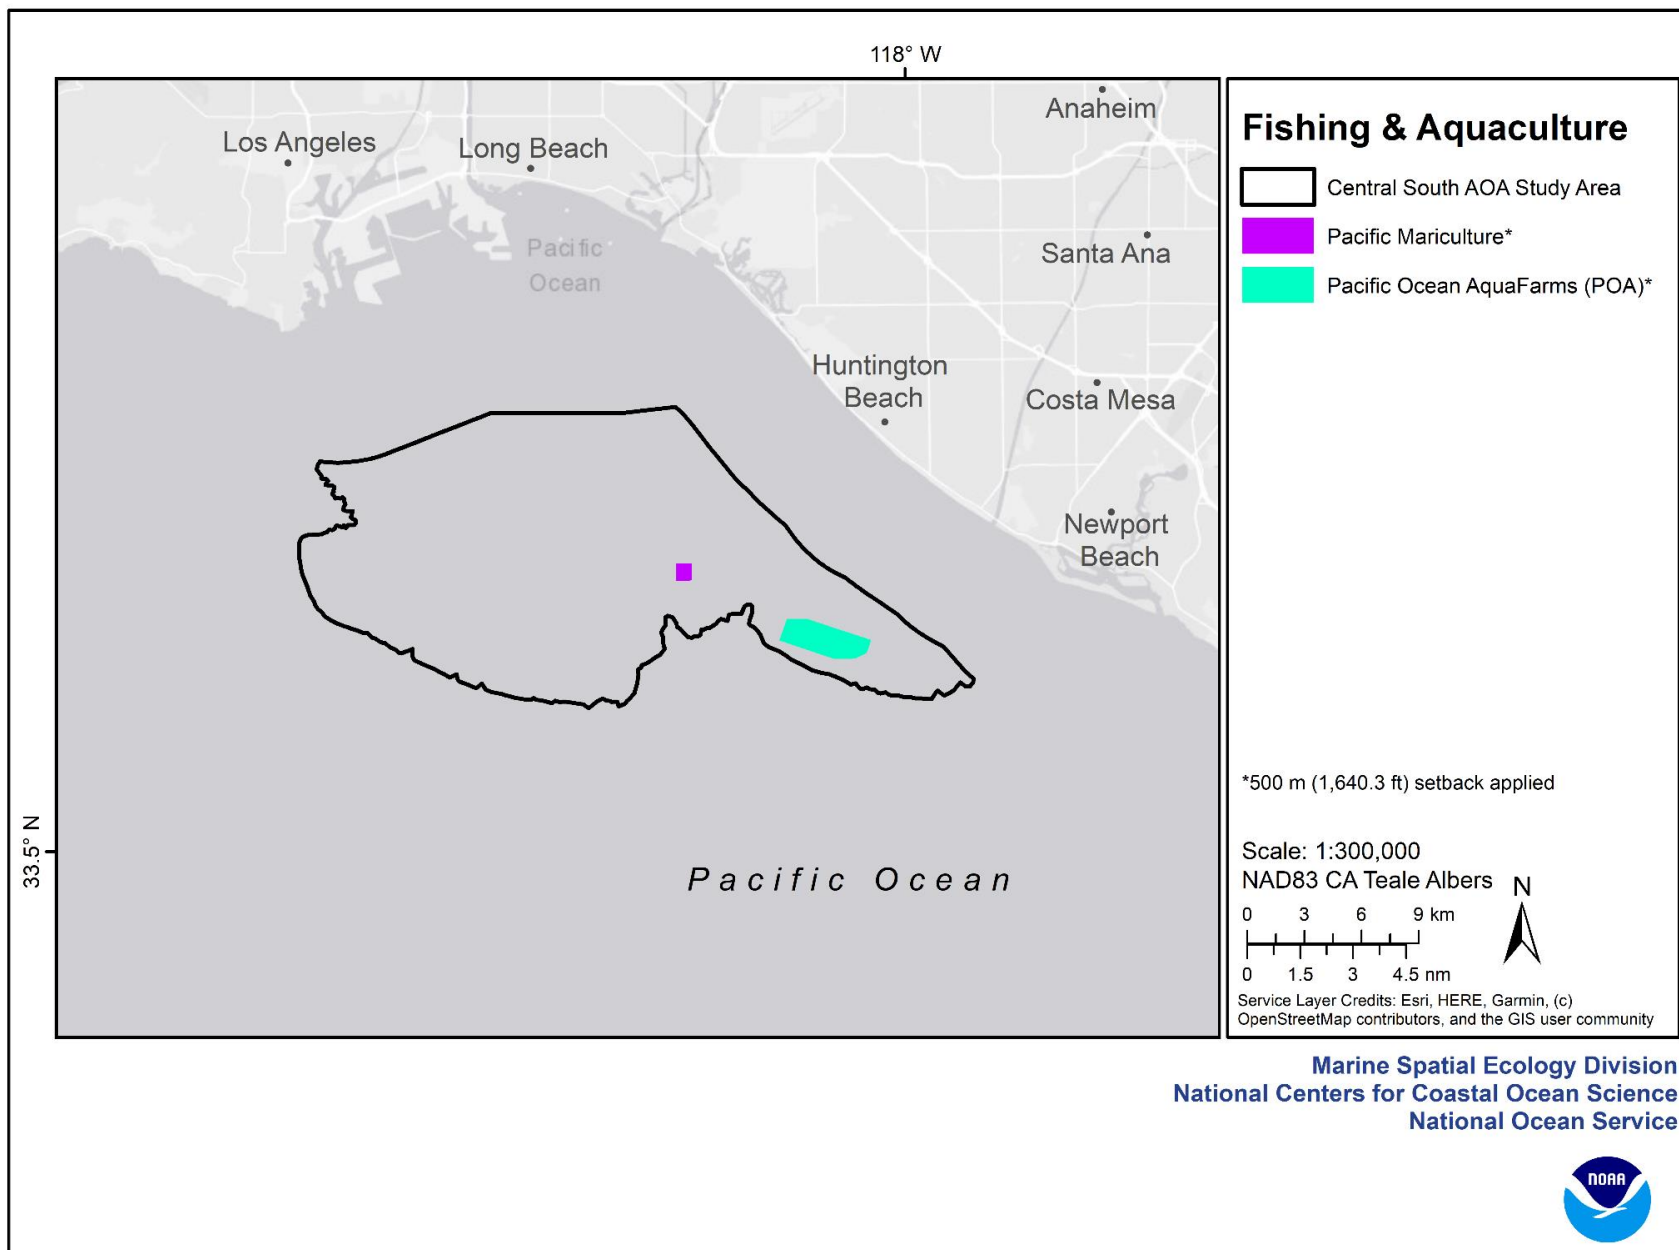 118° W
Anaheim
Los Angeles
Long Beach
Pacific
Ocean
Santa Ana
Huntington
Beach
Costa Mesa
Newport
Beach
33.5° N
Pacific Ocean
Fishing & Aquaculture
Central South AOA Study Area
Pacific Mariculture*
Pacific Ocean AquaFarms (POA)*
*500 m (1,640.3 ft) setback applied
Scale: 1:300,000
NAD83 CA Teale Albers
N
0 3 6 9 km
0 1.5 3 4.5 nm
Service Layer Credits: Esri, HERE, Garmin, (c)
OpenStreetMap contributors, and the GIS user community
Marine Spatial Ecology Division
National Centers for Coastal Ocean Science
National Ocean Service
NOAA